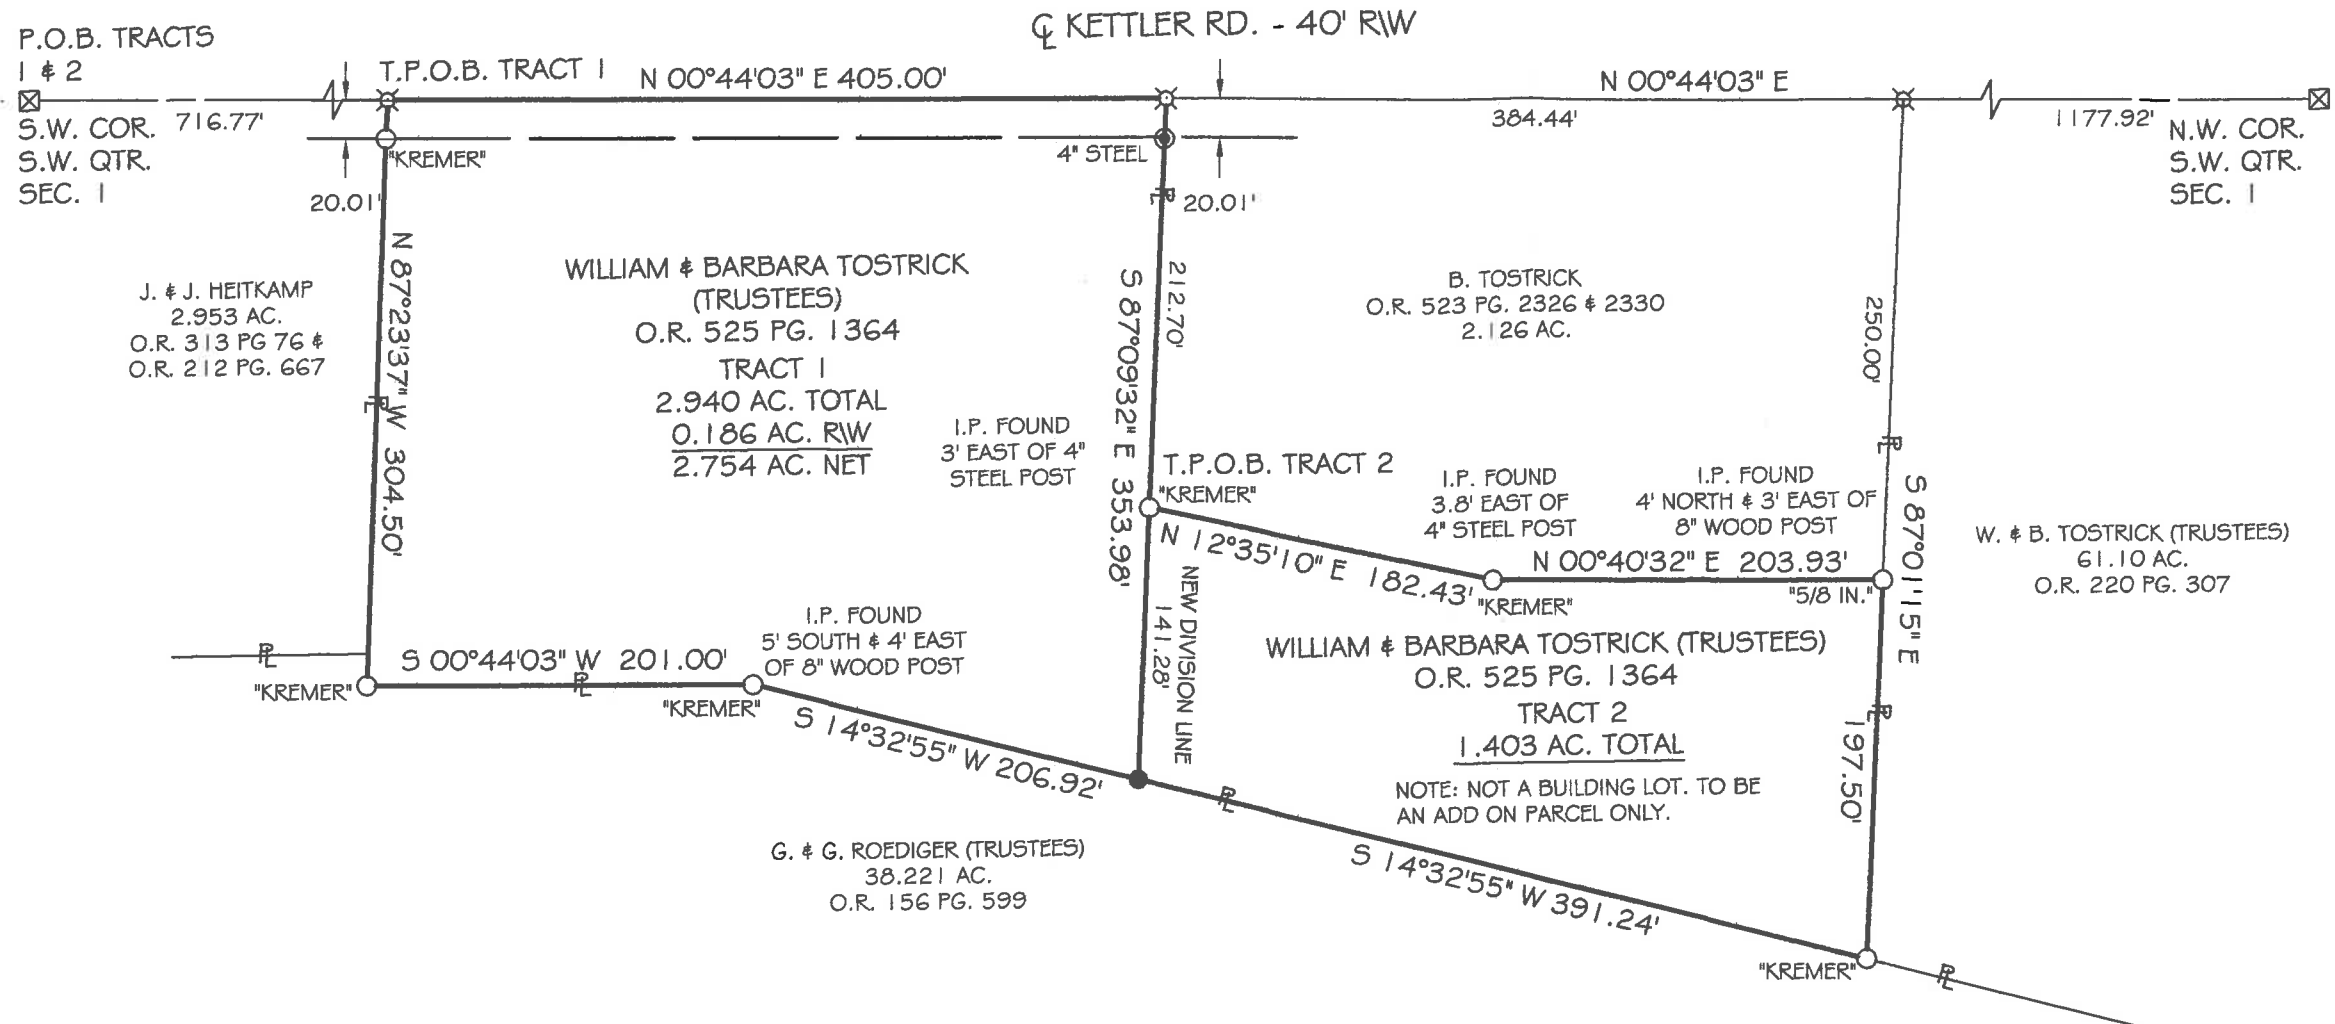 ℄ KETTLER RD. - 40' R\W
P.O.B. TRACTS
1 & 2
T.P.O.B. TRACT 1
N 00°44'03" E 405.00'
N 00°44'03" E
S.W. COR.
S.W. QTR.
SEC. 1
716.77'
384.44'
1177.92'
N.W. COR.
S.W. QTR.
SEC. 1
"KREMER"
4" STEEL
20.01'
20.01'
PL
N 87°23'37" W 304.50'
PL
J. & J. HEITKAMP
2.953 AC.
O.R. 313 PG 76 &
O.R. 212 PG. 667
WILLIAM & BARBARA TOSTRICK
(TRUSTEES)
O.R. 525 PG. 1364
TRACT 1
2.940 AC. TOTAL
0.186 AC. R\W
2.754 AC. NET
I.P. FOUND
3' EAST OF 4"
STEEL POST
S 87°09'32" E 353.98'
212.70'
B. TOSTRICK
O.R. 523 PG. 2326 & 2330
2.126 AC.
250.00'
PL
T.P.O.B. TRACT 2
"KREMER"
I.P. FOUND
3.8' EAST OF
4" STEEL POST
I.P. FOUND
4' NORTH & 3' EAST OF
8" WOOD POST
S 87°01'15" E
W. & B. TOSTRICK (TRUSTEES)
61.10 AC.
O.R. 220 PG. 307
N 12°35'10" E 182.43'
"KREMER"
N 00°40'32" E 203.93'
"5/8 IN."
NEW DIVISION LINE
141.28'
I.P. FOUND
5' SOUTH & 4' EAST
OF 8" WOOD POST
PL
S 00°44'03" W 201.00'
PL
"KREMER"
"KREMER"
S 14°32'55" W 206.92'
WILLIAM & BARBARA TOSTRICK (TRUSTEES)
O.R. 525 PG. 1364
TRACT 2
1.403 AC. TOTAL
NOTE: NOT A BUILDING LOT. TO BE
AN ADD ON PARCEL ONLY.
PL
197.50'
PL
S 14°32'55" W 391.24'
G. & G. ROEDIGER (TRUSTEES)
38.221 AC.
O.R. 156 PG. 599
"KREMER"
PL